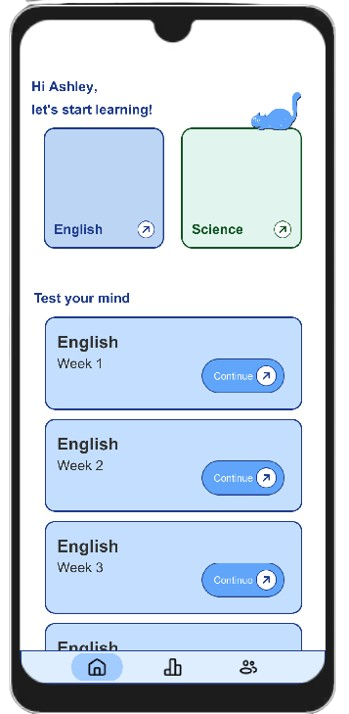 Hi Ashley,
let's start learning!
English
Science
Test your mind
English
Week 1
Continue
English
Week 2
Continue
English
Week 3
Continue
English